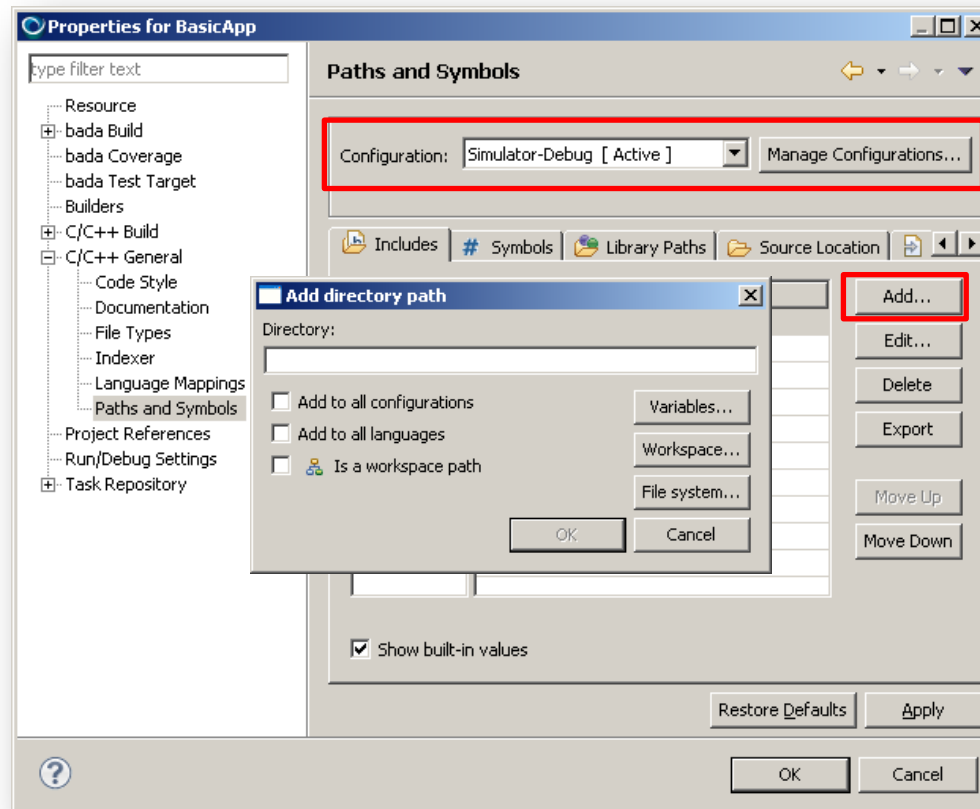 Properties for BasicApp
type filter text
Resource
bada Build
bada Coverage
bada Test Target
Builders
C/C++ Build
C/C++ General
Code Style
Documentation
File Types
Indexer
Language Mappings
Paths and Symbols
Project References
Run/Debug Settings
Task Repository
Paths and Symbols
Configuration: Simulator-Debug [ Active ] Manage Configurations...
Includes # Symbols Library Paths Source Location
Add...
Edit...
Delete
Export
Move Up
Move Down
Add directory path
Directory:
Add to all configurations
Add to all languages
Is a workspace path
Variables...
Workspace...
File system...
OK Cancel
Show built-in values
Restore Defaults Apply
? OK Cancel